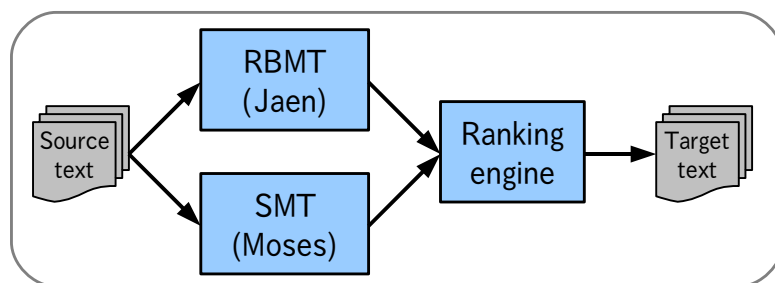 Source
text
RBMT
(Jaen)
SMT
(Moses)
Ranking
engine
Target
text